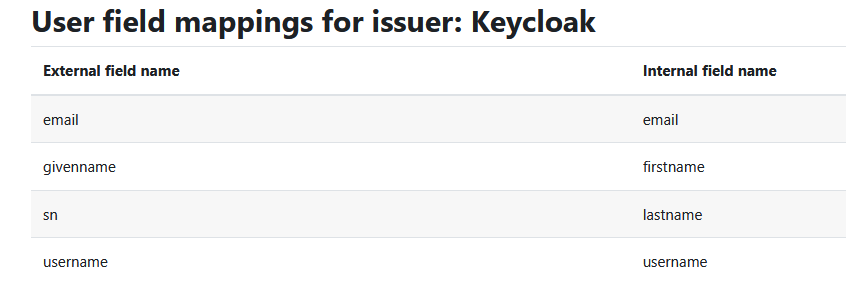 User field mappings for issuer: Keycloak
External field name Internal field name
email email
givenname firstname
sn lastname
username username